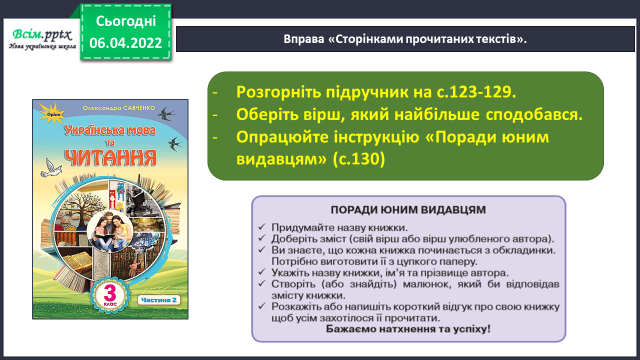 Всім.pptx
Нова українська школа
Сьогодні
06.04.2022
Вправа «Сторінками прочитаних текстів».
- Розгорніть підручник на с.123-129.
- Оберіть вірш, який найбільше сподобався.
- Опрацюйте інструкцію «Поради юним
видавцям» (с.130)
Олександра САВЧЕНКО
Українська мова
та
ЧИТАННЯ
3
КЛАС
Частина 2
ПОРАДИ ЮНИМ ВИДАВЦЯМ
✓ Придумайте назву книжки.
✓ Доберіть зміст (свій вірш або вірш улюбленого автора).
✓ Ви знаєте, що кожна книжка починається з обкладинки.
Потрібно виготовити її з цупкого паперу.
✓ Укажіть назву книжки, ім’я та прізвище автора.
✓ Створіть (або знайдіть) малюнок, який би відповідав
змісту книжки.
✓ Розкажіть або напишіть короткий відгук про свою книжку
щоб усім захотілося її прочитати.
Бажаємо натхнення та успіху!